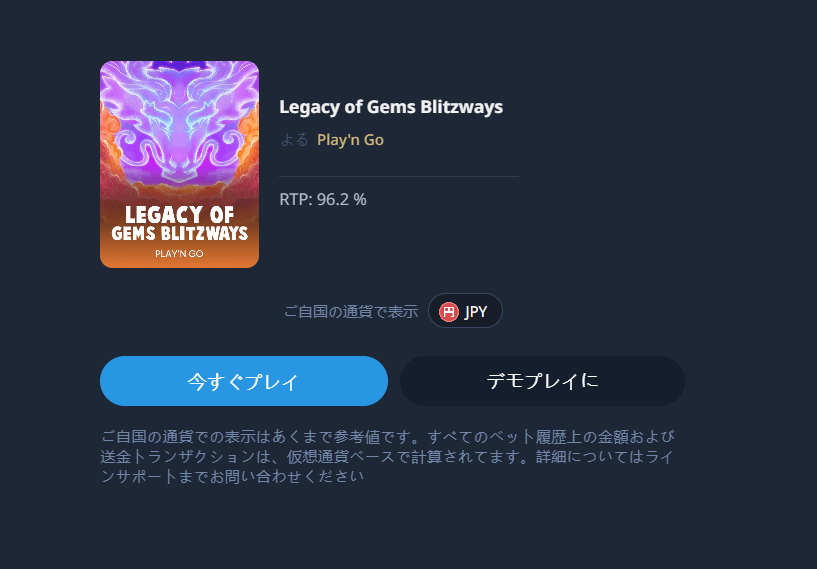 LEGACY OF
GEMS BLITZWAYS
PLAY'N GO
Legacy of Gems Blitzways
よる Play'n Go
RTP: 96.2 %
ご自国の通貨で表示 円 JPY
今すぐプレイ
デモプレイに
ご自国の通貨での表示はあくまで参考値です。すべてのベット履歴上の金額および
送金トランザクションは、仮想通貨ベースで計算されてます。詳細についてはライ
ンサポートまでお問い合わせください